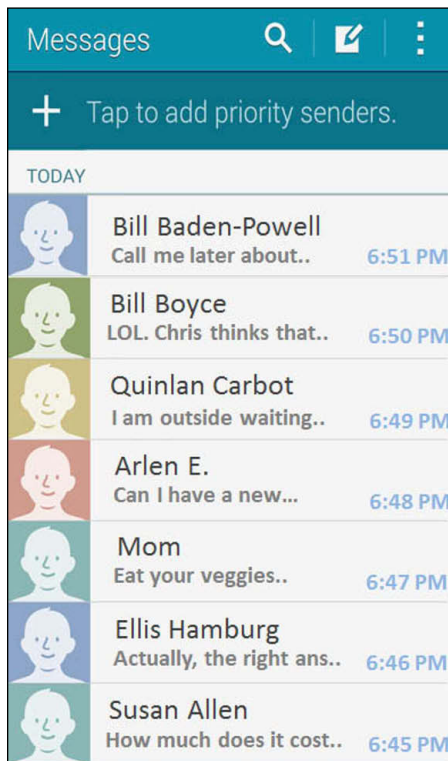 Messages
Tap to add priority senders.
TODAY
Bill Baden-Powell
Call me later about.. 6:51 PM
Bill Boyce
LOL. Chris thinks that.. 6:50 PM
Quinlan Carbot
I am outside waiting.. 6:49 PM
Arlen E.
Can I have a new... 6:48 PM
Mom
Eat your veggies.. 6:47 PM
Ellis Hamburg
Actually, the right ans.. 6:46 PM
Susan Allen
How much does it cost.. 6:45 PM